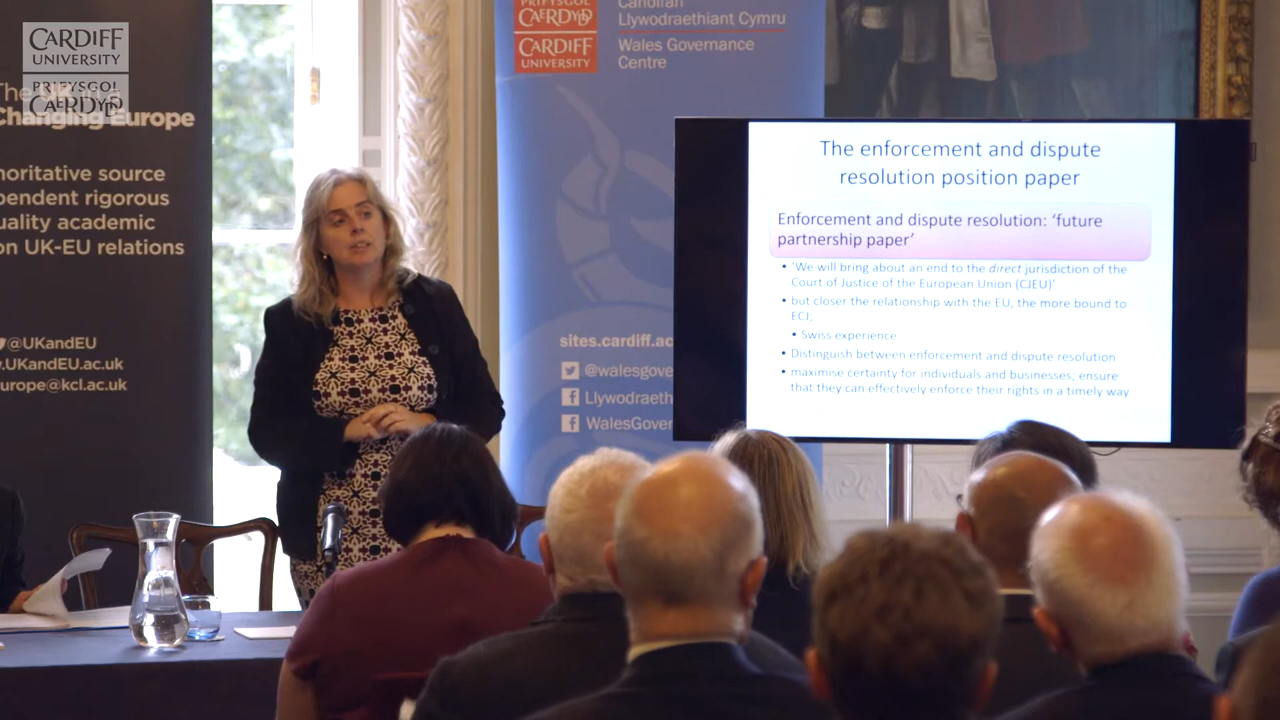 CARDIFF
UNIVERSITY
PRIFYSGOL
CAERDYDD
Changing Europe
source
rigorous
academic
on UK-EU relations
@UKandEU
.UKandEU.ac.uk
@kcl.ac.uk
PRIFYSGOL
CAERDYDD
CARDIFF
UNIVERSITY
Canolfan
Llywodraethiant Cymru
Wales Governance
Centre
sites.cardiff.ac
@walesgove
Llywodraeth
WalesGover
The enforcement and dispute
resolution position paper
Enforcement and dispute resolution: ‘future
partnership paper’
• ‘We will bring about an end to the direct jurisdiction of the
Court of Justice of the European Union (CJEU)’
• but closer the relationship with the EU, the more bound to
ECJ;
• Swiss experience
• Distinguish between enforcement and dispute resolution
• maximise certainty for individuals and businesses; ensure
that they can effectively enforce their rights in a timely way